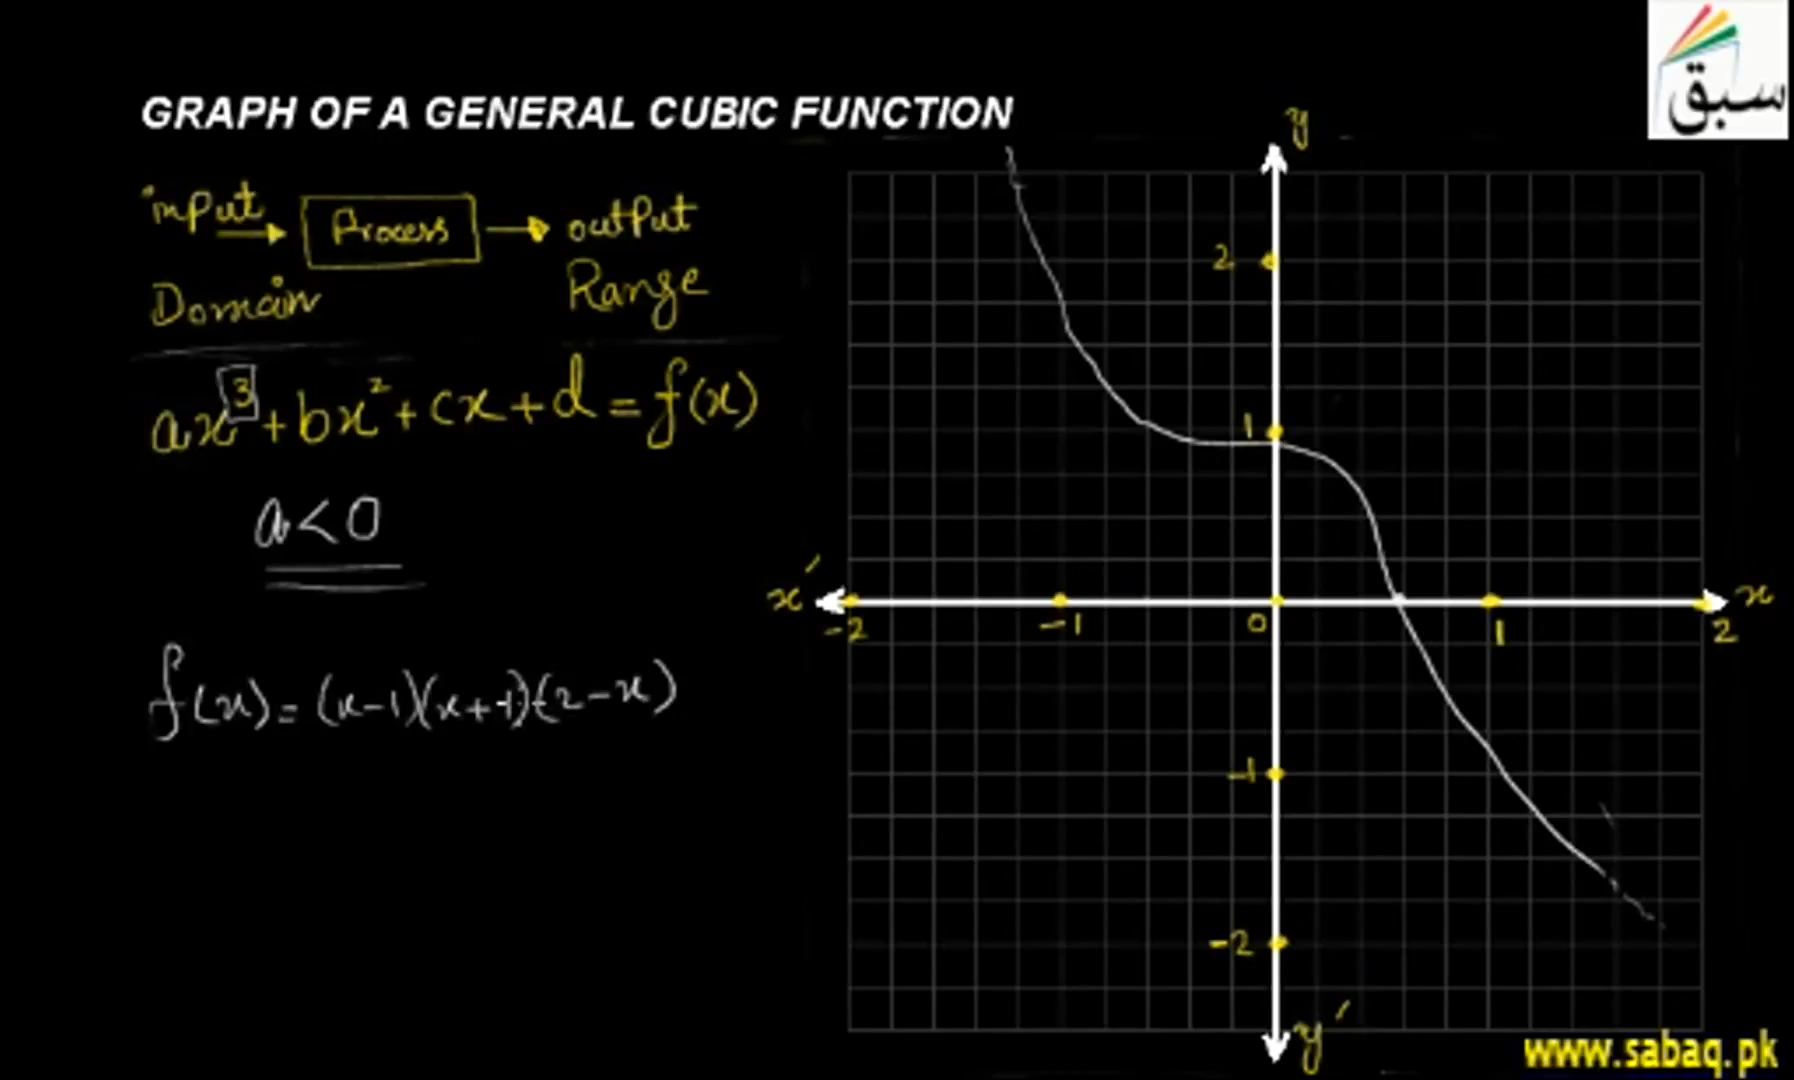 سبق
GRAPH OF A GENERAL CUBIC FUNCTION
input → Process → output
Domain Range
ax³ + bx² + cx + d = f(x)
a < 0
f(x) = (x-1)(x+1)(2-x)
y
2
1
x' -2 -1 0 1 2 x
-1
-2
y'
www.sabaq.pk